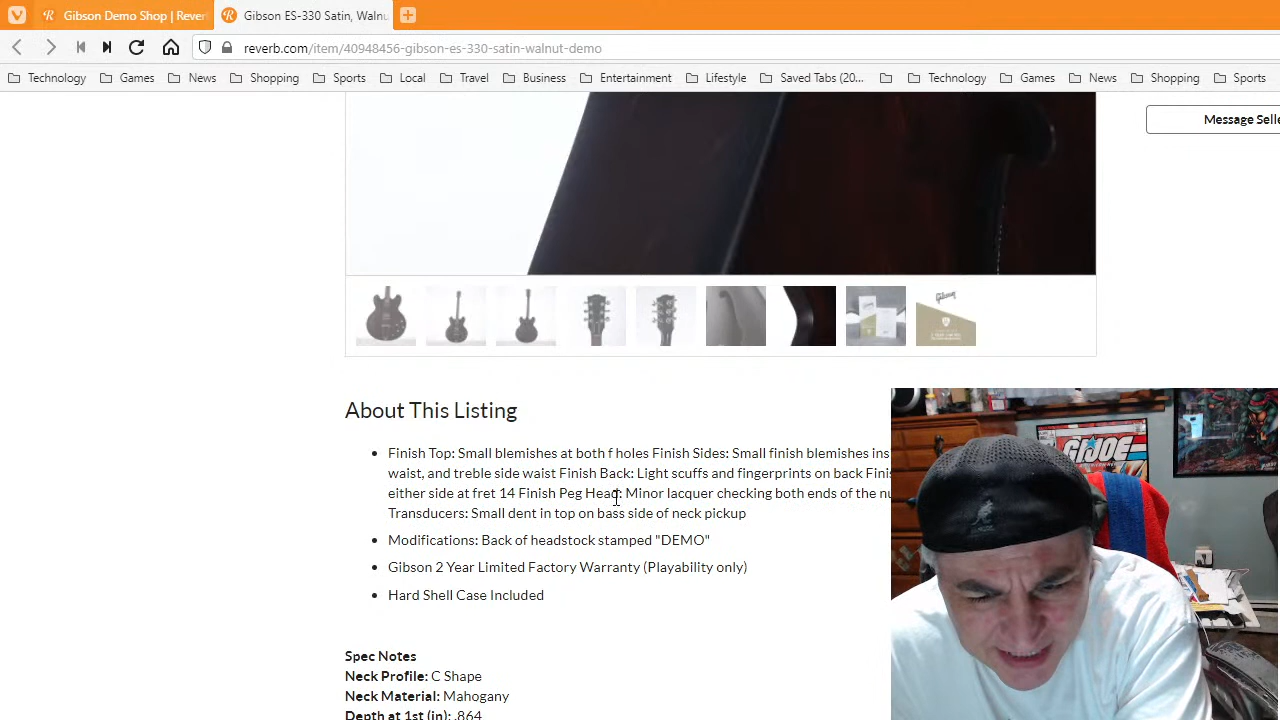 Gibson Demo Shop | Rever
Gibson ES-330 Satin, Walnu
reverb.com/item/40948456-gibson-es-330-satin-walnut-demo
Technology Games News Shopping Sports Local Travel Business Entertainment Lifestyle Saved Tabs (20... Technology Games News Shopping Sports
Message Selle
Gibson
About This Listing
Finish Top: Small blemishes at both f holes Finish Sides: Small finish blemishes ins
waist, and treble side waist Finish Back: Light scuffs and fingerprints on back Finis
either side at fret 14 Finish Peg Head: Minor lacquer checking both ends of the nu
Transducers: Small dent in top on bass side of neck pickup
Modifications: Back of headstock stamped "DEMO"
Gibson 2 Year Limited Factory Warranty (Playability only)
Hard Shell Case Included
Spec Notes
Neck Profile: C Shape
Neck Material: Mahogany
Depth at 1st (in): .864
GI JOE